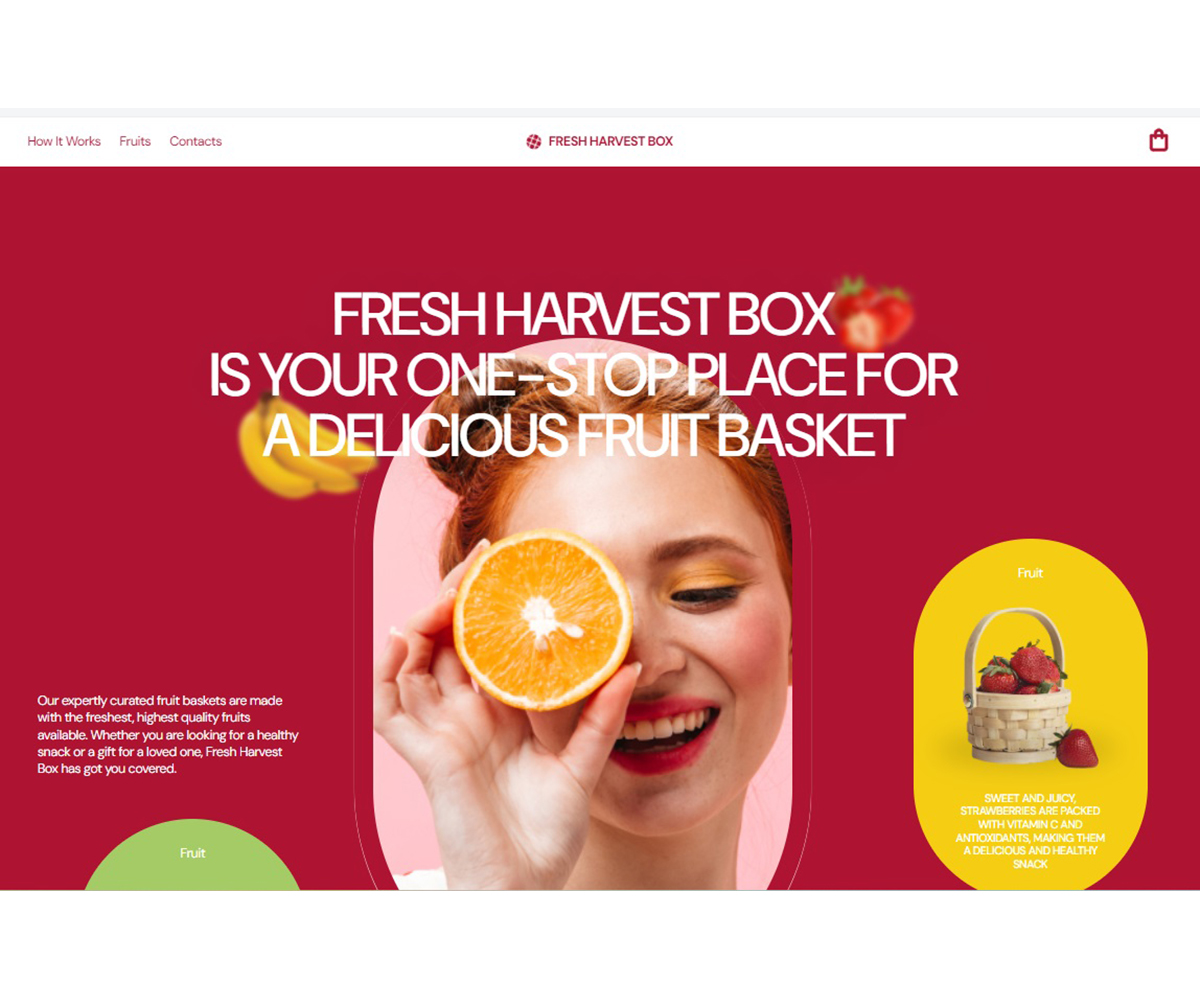 How It Works Fruits Contacts
FRESH HARVEST BOX
FRESH HARVEST BOX
IS YOUR ONE-STOP PLACE FOR
A DELICIOUS FRUIT BASKET
Our expertly curated fruit baskets are made
with the freshest, highest quality fruits
available. Whether you are looking for a healthy
snack or a gift for a loved one, Fresh Harvest
Box has got you covered.
Fruit
Fruit
SWEET AND JUICY,
STRAWBERRIES ARE PACKED
WITH VITAMIN C AND
ANTIOXIDANTS, MAKING THEM
A DELICIOUS AND HEALTHY
SNACK